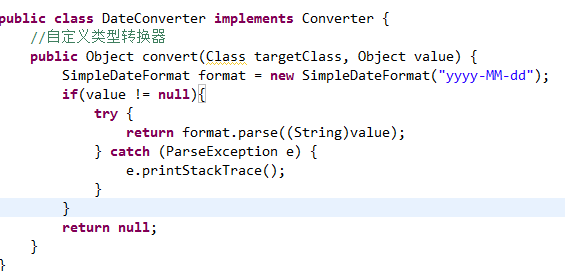 public class DateConverter implements Converter {
    //自定义类型转换器
    public Object convert(Class targetClass, Object value) {
        SimpleDateFormat format = new SimpleDateFormat("yyyy-MM-dd");
        if(value != null){
            try {
                return format.parse((String)value);
            } catch (ParseException e) {
                e.printStackTrace();
            }
        }
        return null;
    }
}